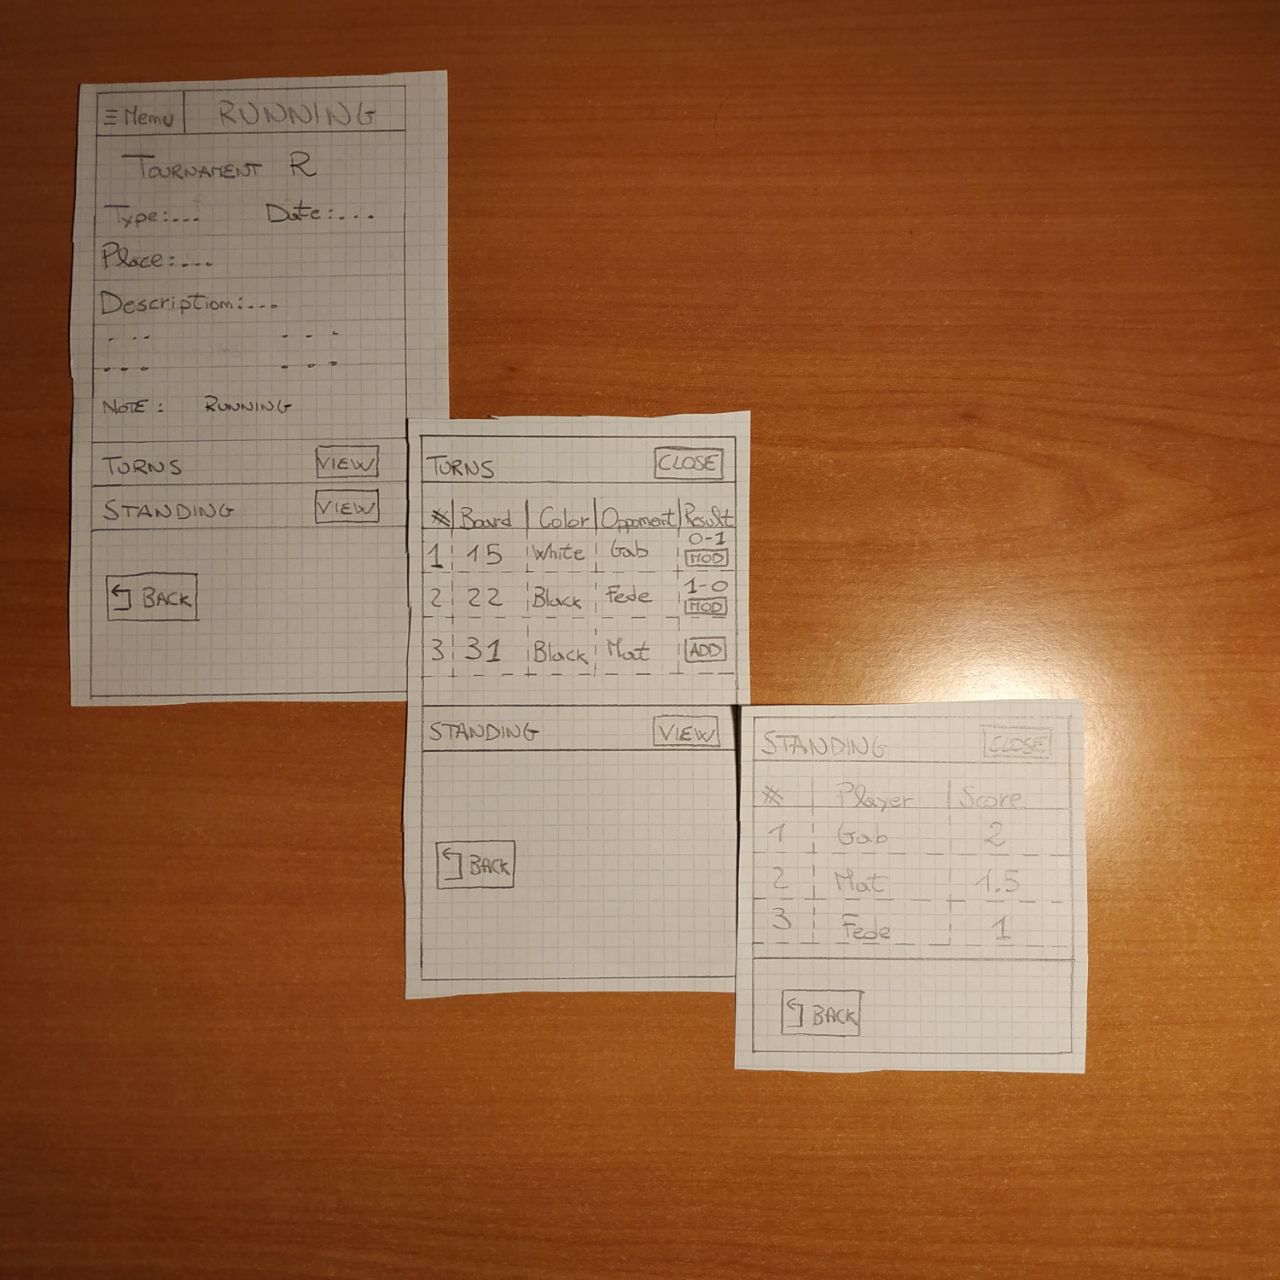 ☰ Menu RUNNING
TOURNAMENT R
Type:... Date:...
Place:...
Description:...
... ...
... ...
NOTE: RUNNING
TURNS VIEW
STANDING VIEW
BACK
TURNS CLOSE
# Board Color Opponent Result
1 15 White Gab 0-1
MOD
2 22 Black Fede 1-0
MOD
3 31 Black Mat ADD
STANDING VIEW
BACK
STANDING CLOSE
# Player Score
1 Gab 2
2 Mat 1.5
3 Fede 1
BACK